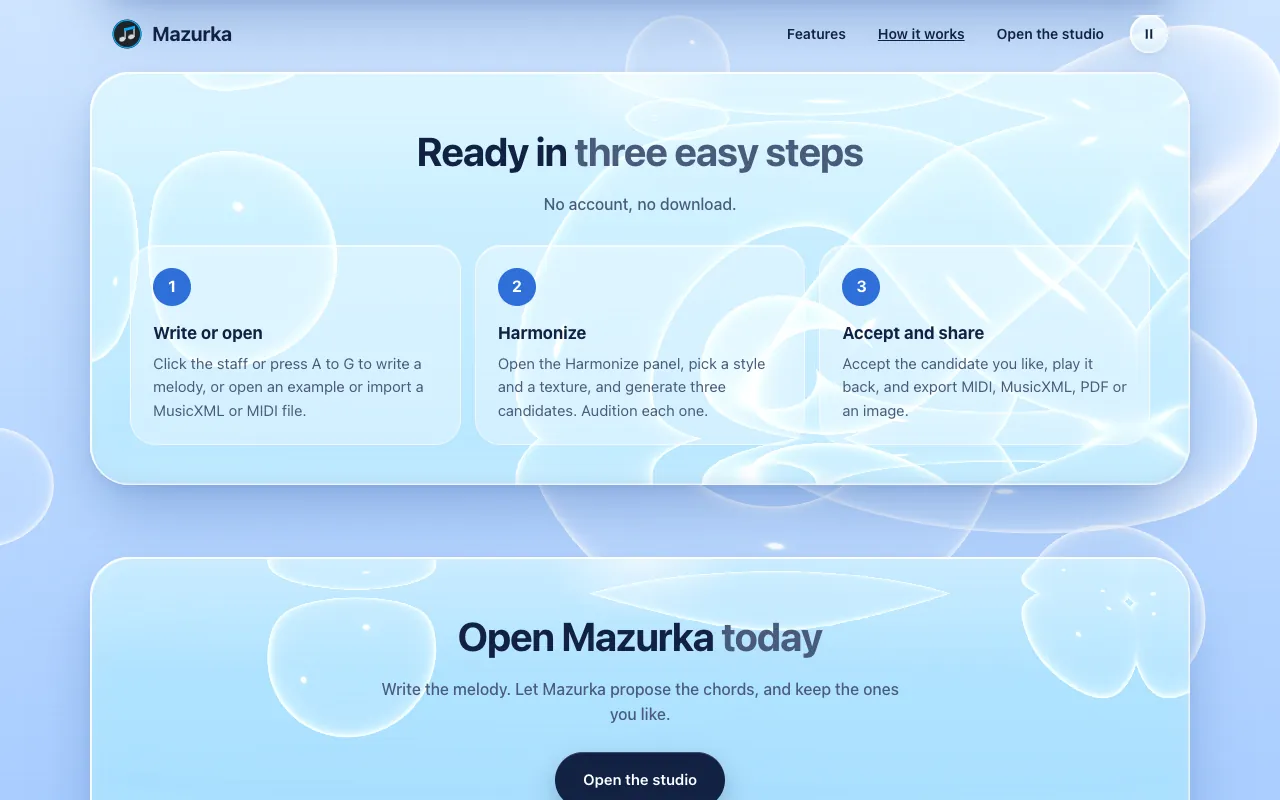 Mazurka
Features
How it works
Open the studio
Ready in three easy steps
No account, no download.
1
Write or open
Click the staff or press A to G to write a
melody, or open an example or import a
MusicXML or MIDI file.
2
Harmonize
Open the Harmonize panel, pick a style
and a texture, and generate three
candidates. Audition each one.
3
Accept and share
Accept the candidate you like, play it
back, and export MIDI, MusicXML, PDF or
an image.
Open Mazurka today
Write the melody. Let Mazurka propose the chords, and keep the ones
you like.
Open the studio